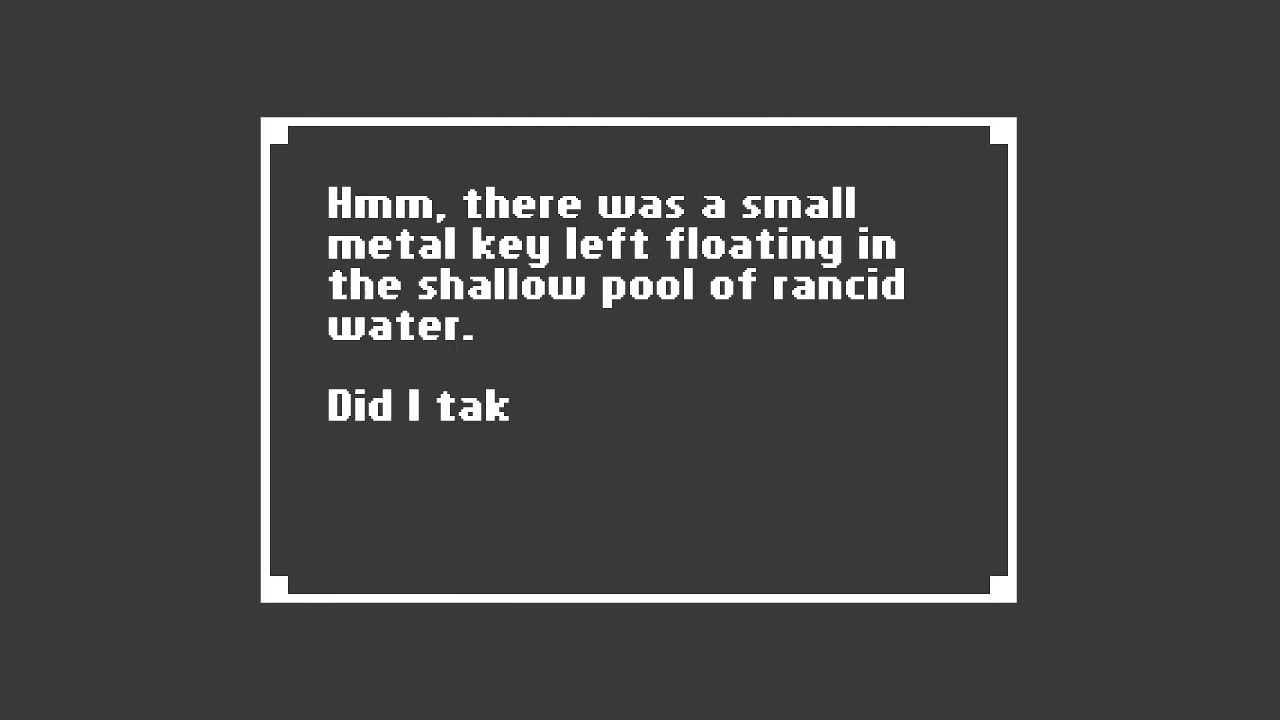 Hmm, there was a small
metal key left floating in
the shallow pool of rancid
water.
Did I tak